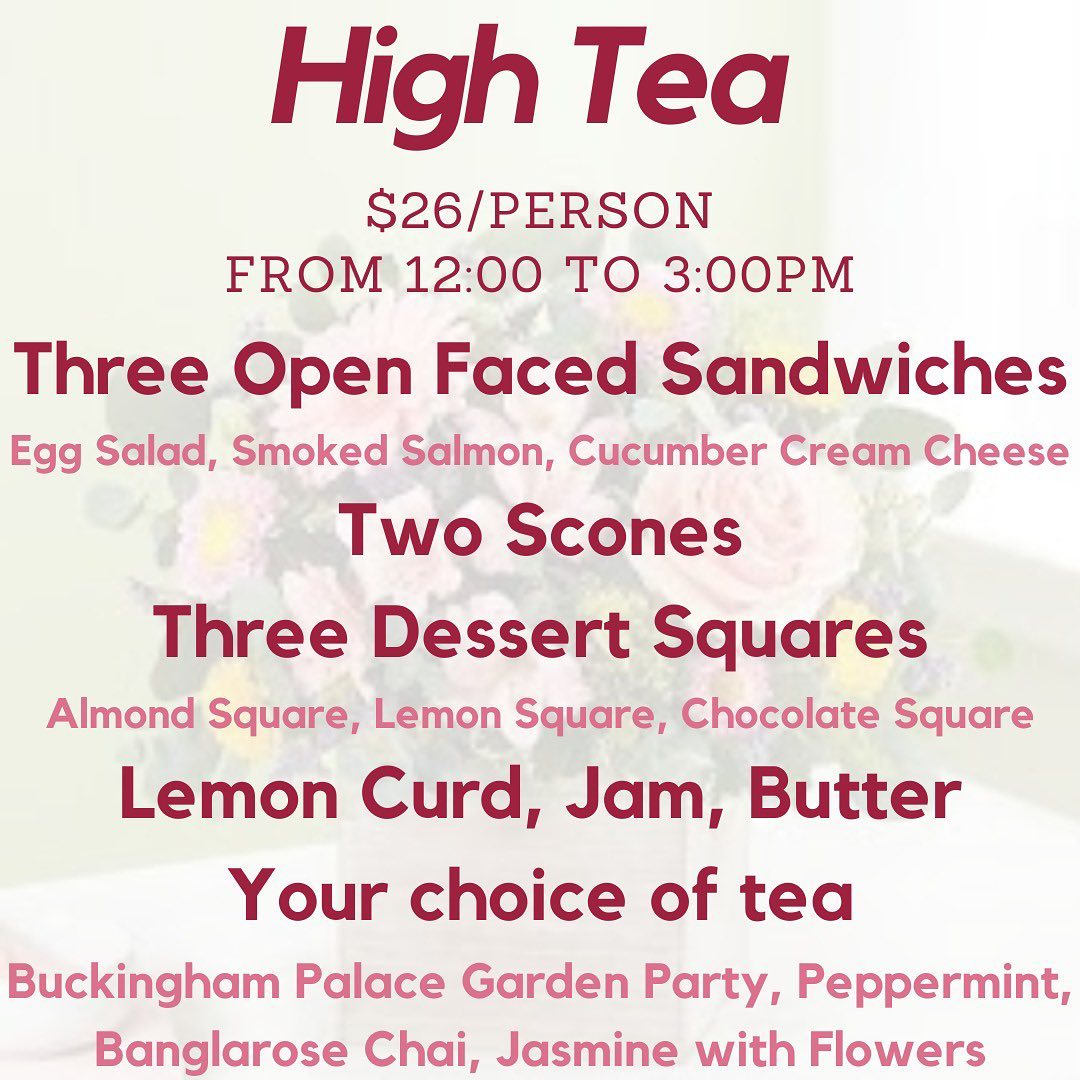 High Tea
$26/PERSON
FROM 12:00 TO 3:00PM
Three Open Faced Sandwiches
Egg Salad, Smoked Salmon, Cucumber Cream Cheese
Two Scones
Three Dessert Squares
Almond Square, Lemon Square, Chocolate Square
Lemon Curd, Jam, Butter
Your choice of tea
Buckingham Palace Garden Party, Peppermint,
Banglarose Chai, Jasmine with Flowers